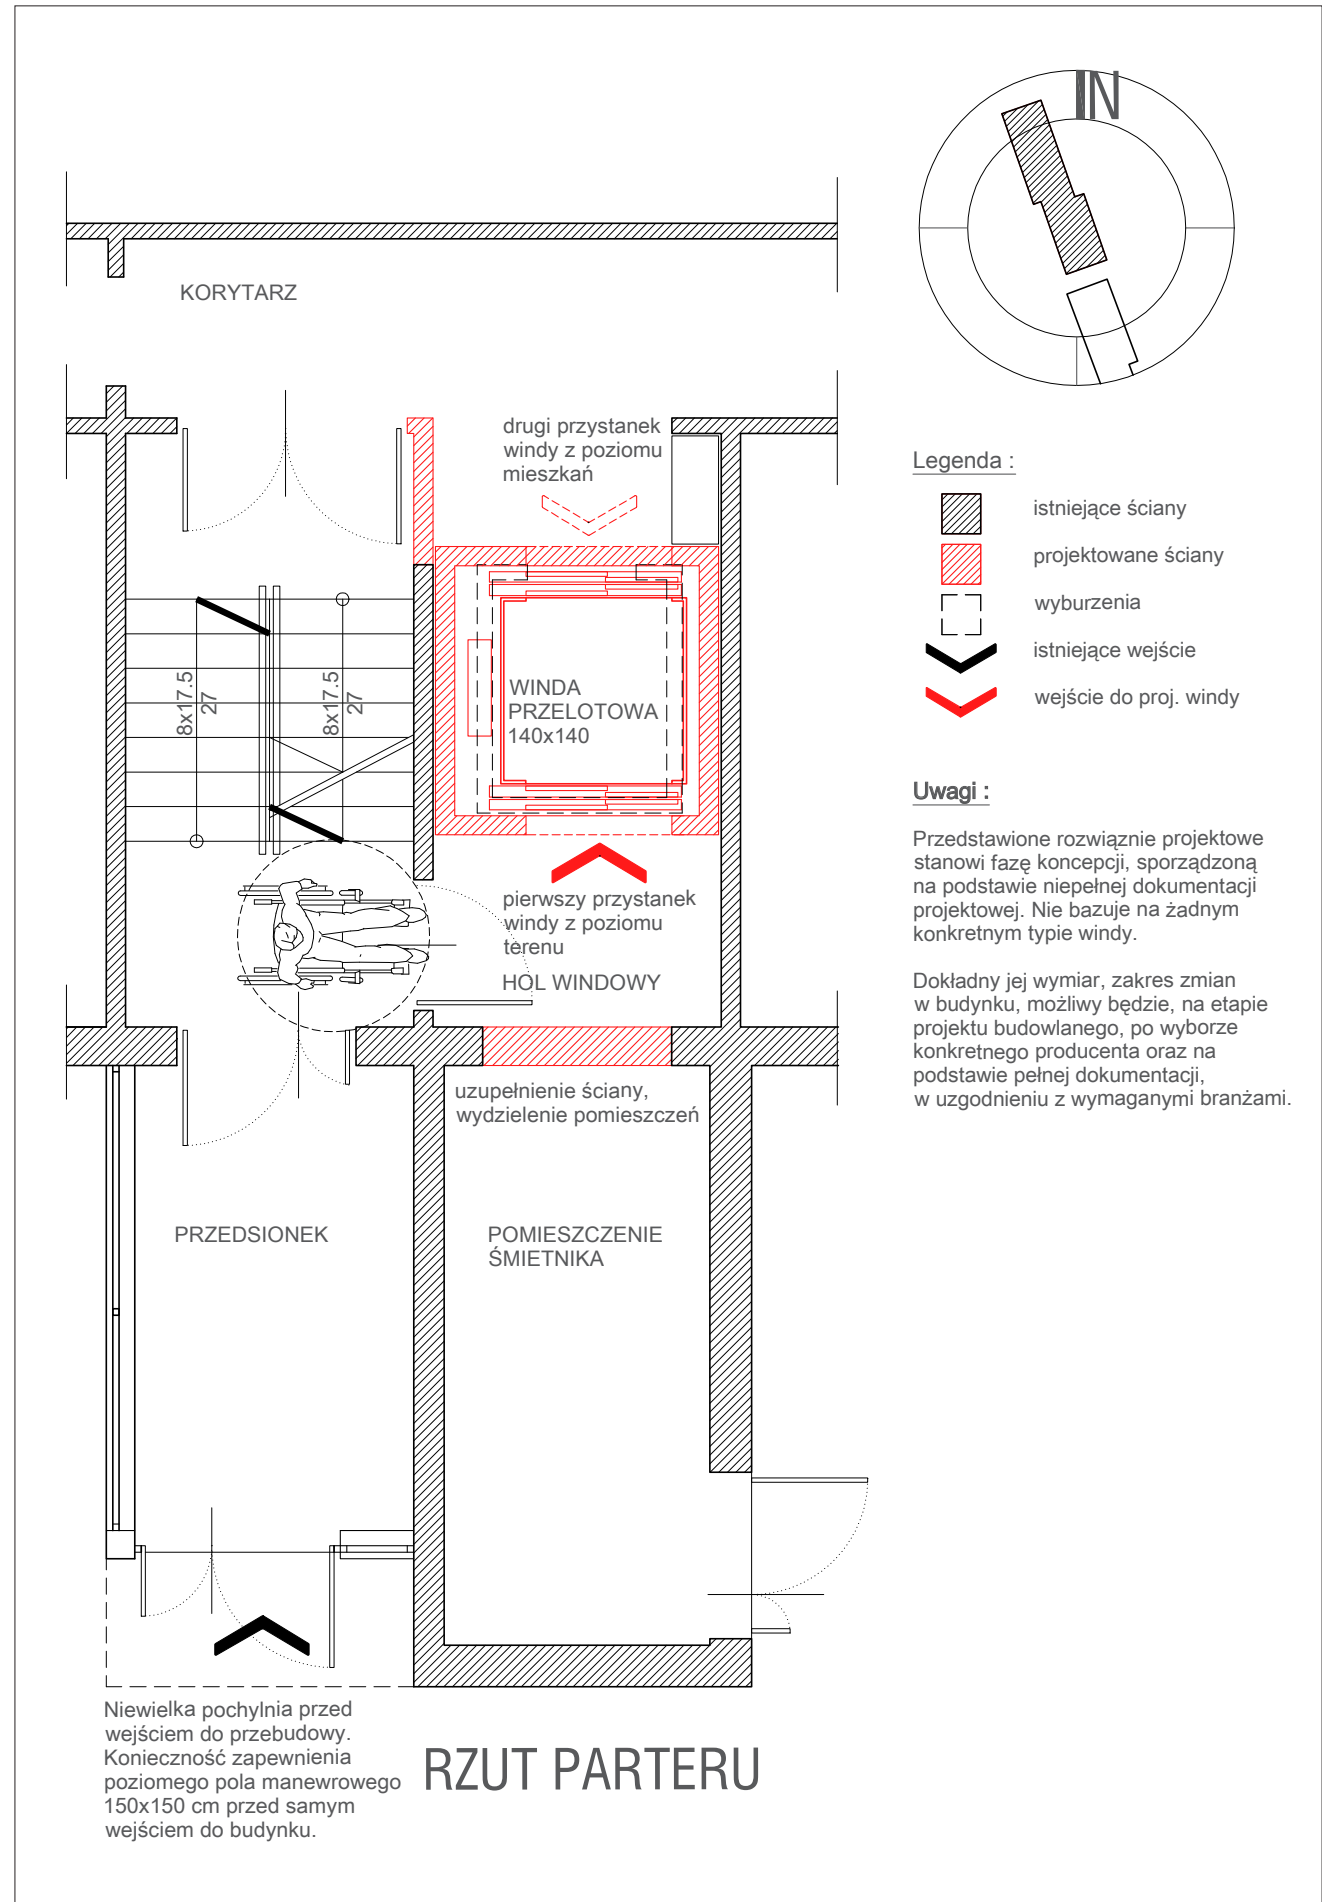 N
KORYTARZ
drugi przystanek
windy z poziomu
mieszkań
8x17.5
27
8x17.5
27
WINDA
PRZELOTOWA
140x140
pierwszy przystanek
windy z poziomu
terenu
HOL WINDOWY
uzupełnienie ściany,
wydzielenie pomieszczeń
PRZEDSIONEK
POMIESZCZENIE
ŚMIETNIKA
Niewielka pochylnia przed
wejściem do przebudowy.
Konieczność zapewnienia
poziomego pola manewrowego
150x150 cm przed samym
wejściem do budynku.
RZUT PARTERU
Legenda :
istniejące ściany
projektowane ściany
wyburzenia
istniejące wejście
wejście do proj. windy
Uwagi :
Przedstawione rozwiąznie projektowe
stanowi fazę koncepcji, sporządzoną
na podstawie niepełnej dokumentacji
projektowej. Nie bazuje na żadnym
konkretnym typie windy.
Dokładny jej wymiar, zakres zmian
w budynku, możliwy będzie, na etapie
projektu budowlanego, po wyborze
konkretnego producenta oraz na
podstawie pełnej dokumentacji,
w uzgodnieniu z wymaganymi branżami.